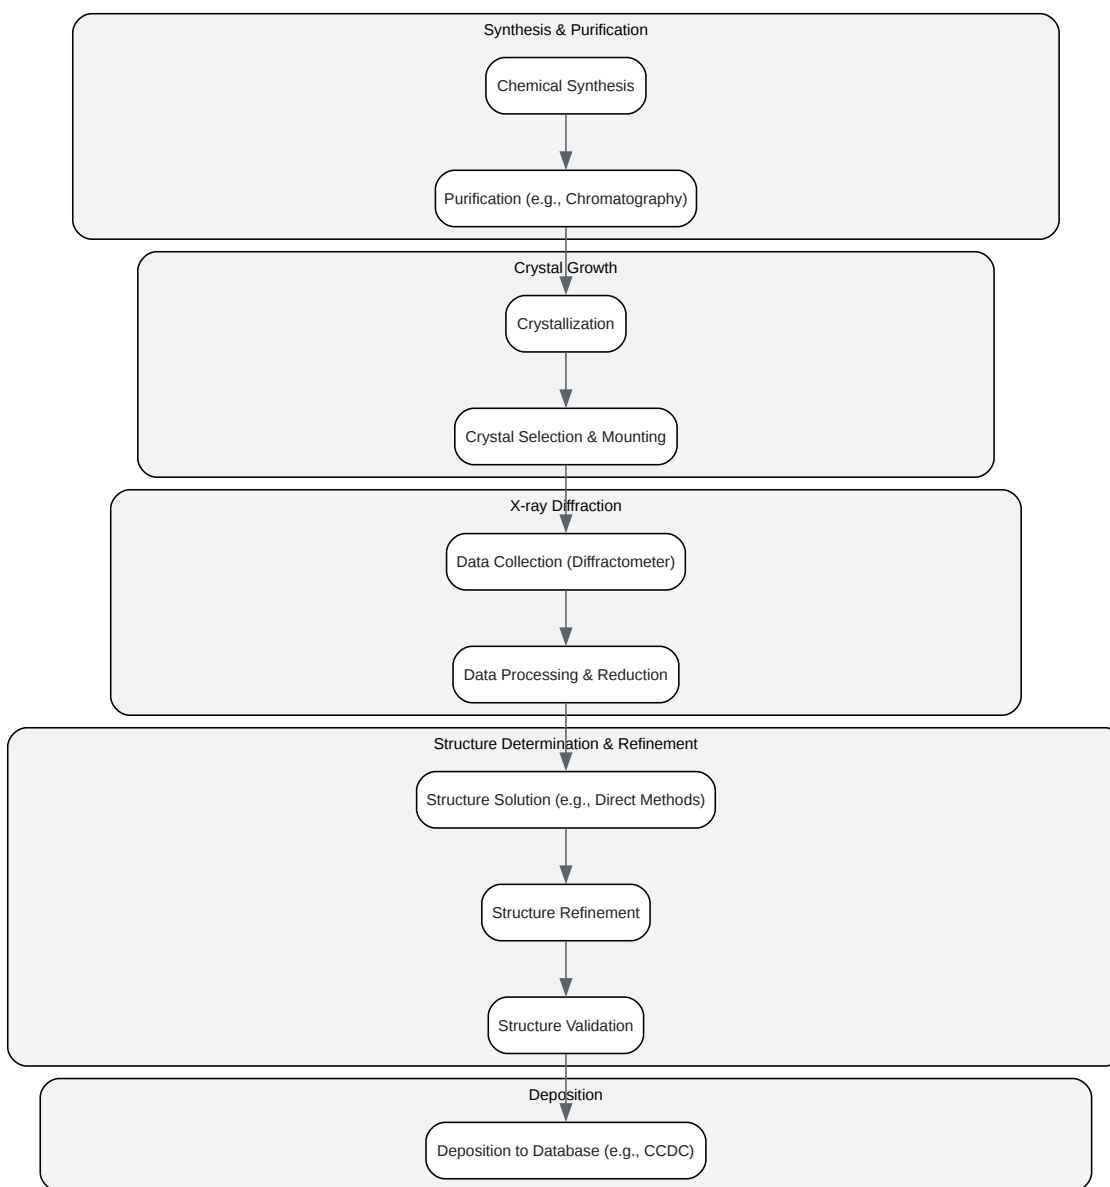 Synthesis & Purification
Chemical Synthesis
Purification (e.g., Chromatography)
Crystal Growth
Crystallization
Crystal Selection & Mounting
X-ray Diffraction
Data Collection (Diffractometer)
Data Processing & Reduction
Structure Determination & Refinement
Structure Solution (e.g., Direct Methods)
Structure Refinement
Structure Validation
Deposition
Deposition to Database (e.g., CCDC)